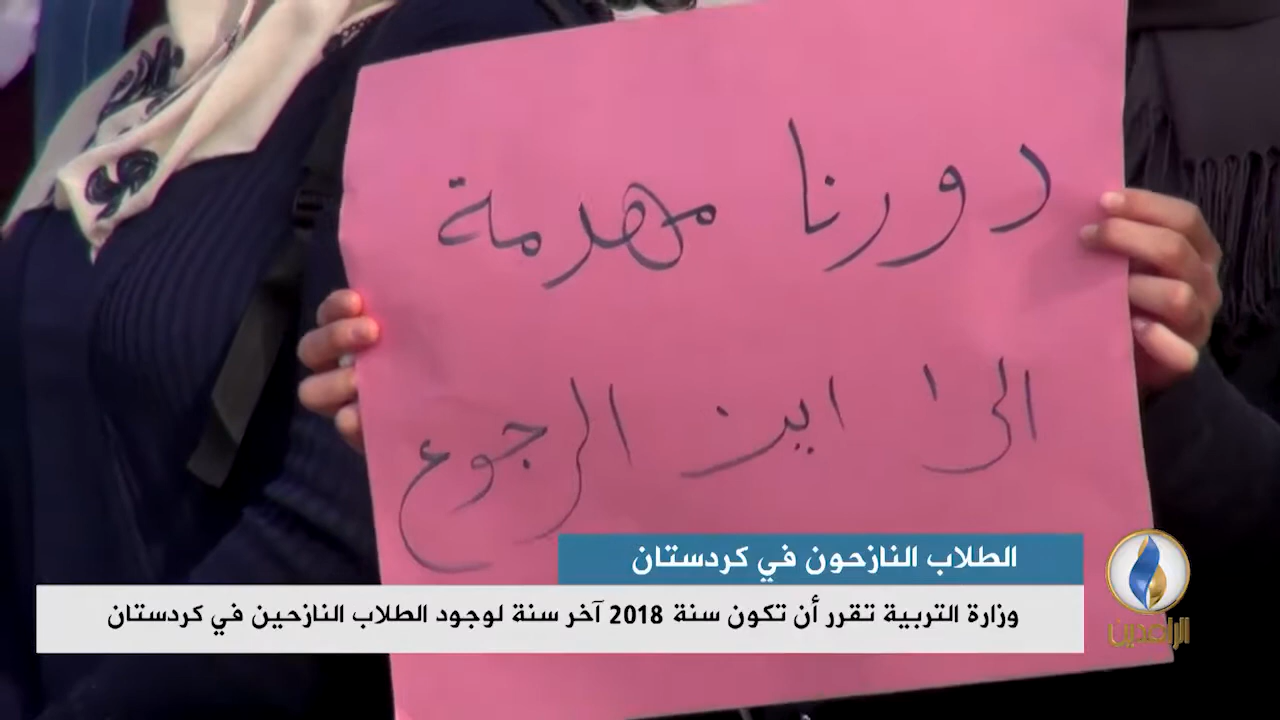 دورنا مهدمة
الى اين الرجوع
الطلاب النازحون في كردستان
وزارة التربية تقرر أن تكون سنة 2018 آخر سنة لوجود الطلاب النازحين في كردستان
الرافدين